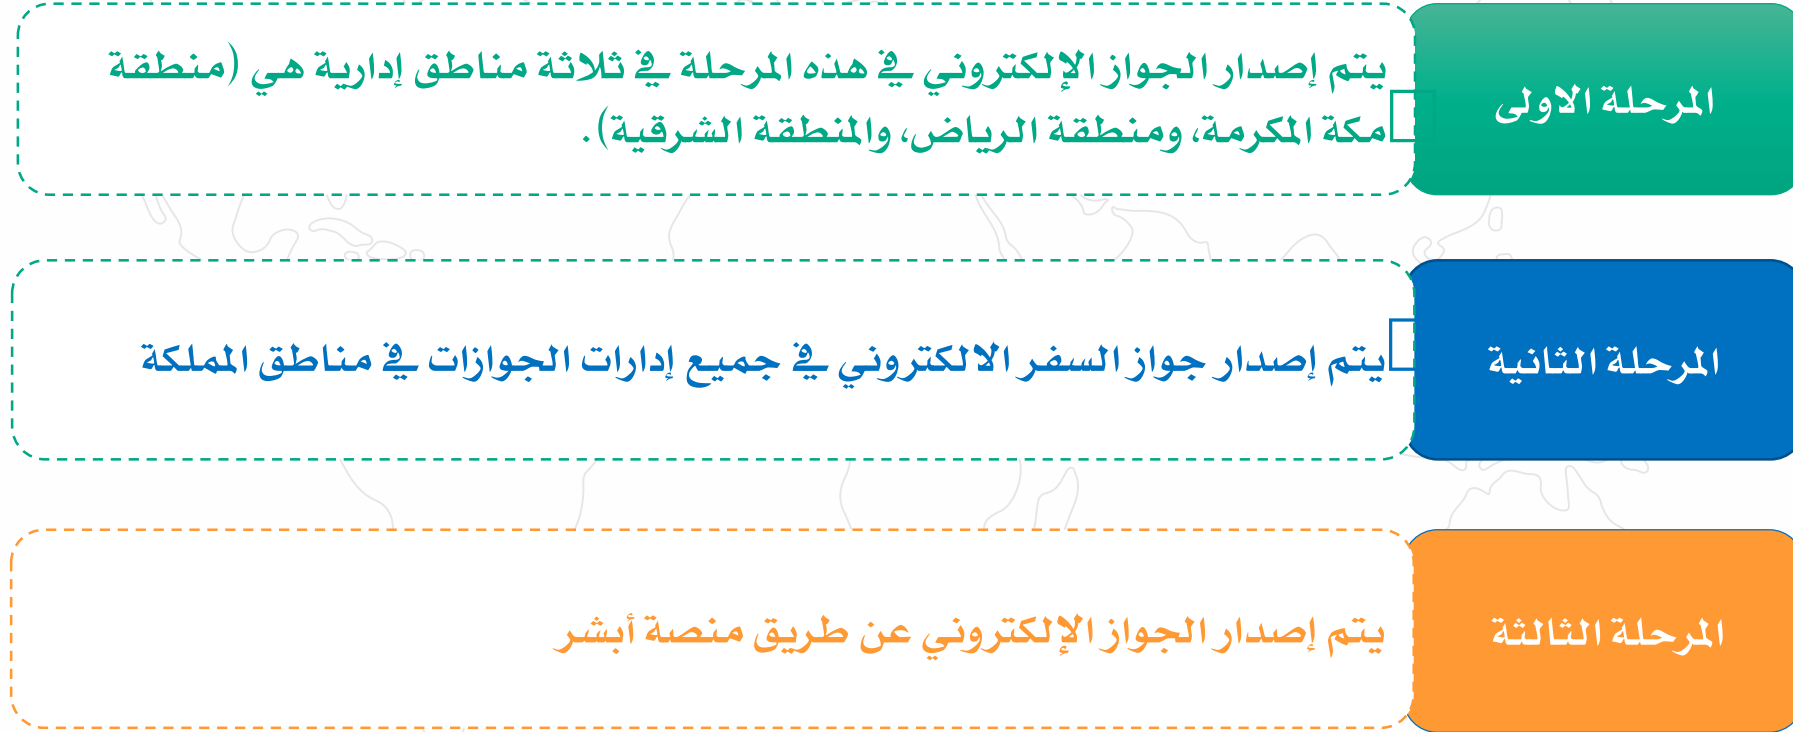 المرحلة الاولى
يتم إصدار الجواز الإلكتروني في هذه المرحلة في ثلاثة مناطق إدارية هي (منطقة
مكة المكرمة، ومنطقة الرياض، والمنطقة الشرقية).
المرحلة الثانية
يتم إصدار جواز السفر الالكتروني في جميع إدارات الجوازات في مناطق المملكة
المرحلة الثالثة
يتم إصدار الجواز الإلكتروني عن طريق منصة أبشر